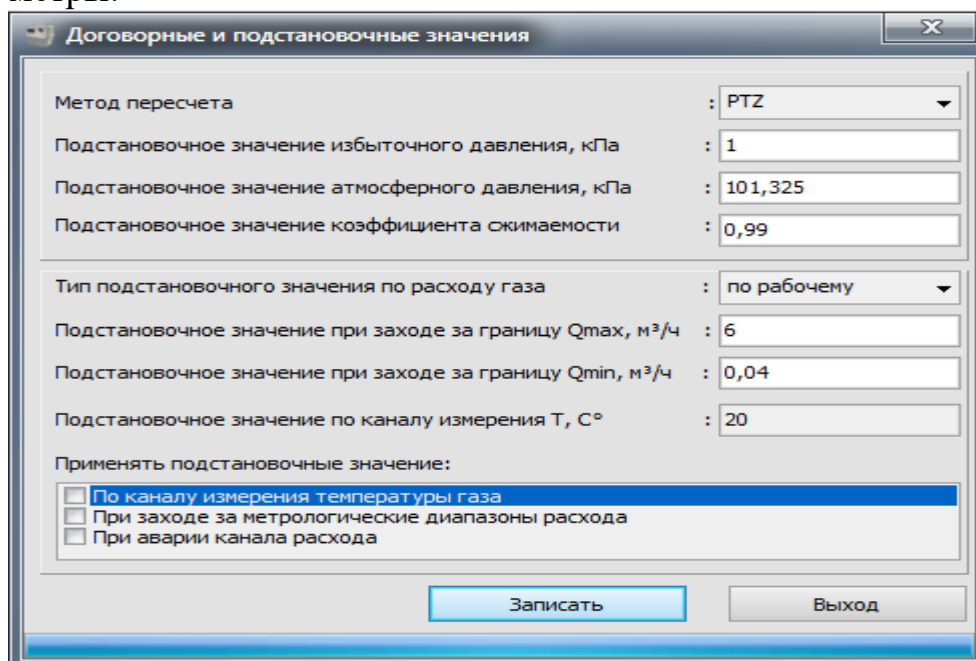 Договорные и подстановочные значения
Метод пересчета : PTZ
Подстановочное значение избыточного давления, кПа : 1
Подстановочное значение атмосферного давления, кПа : 101,325
Подстановочное значение коэффициента сжимаемости : 0,99
Тип подстановочного значения по расходу газа : по рабочему
Подстановочное значение при заходе за границу Qmax, м³/ч : 6
Подстановочное значение при заходе за границу Qmin, м³/ч : 0,04
Подстановочное значение по каналу измерения Т, С° : 20
Применять подстановочные значение:
По каналу измерения температуры газа
При заходе за метрологические диапазоны расхода
При аварии канала расхода
Записать Выход